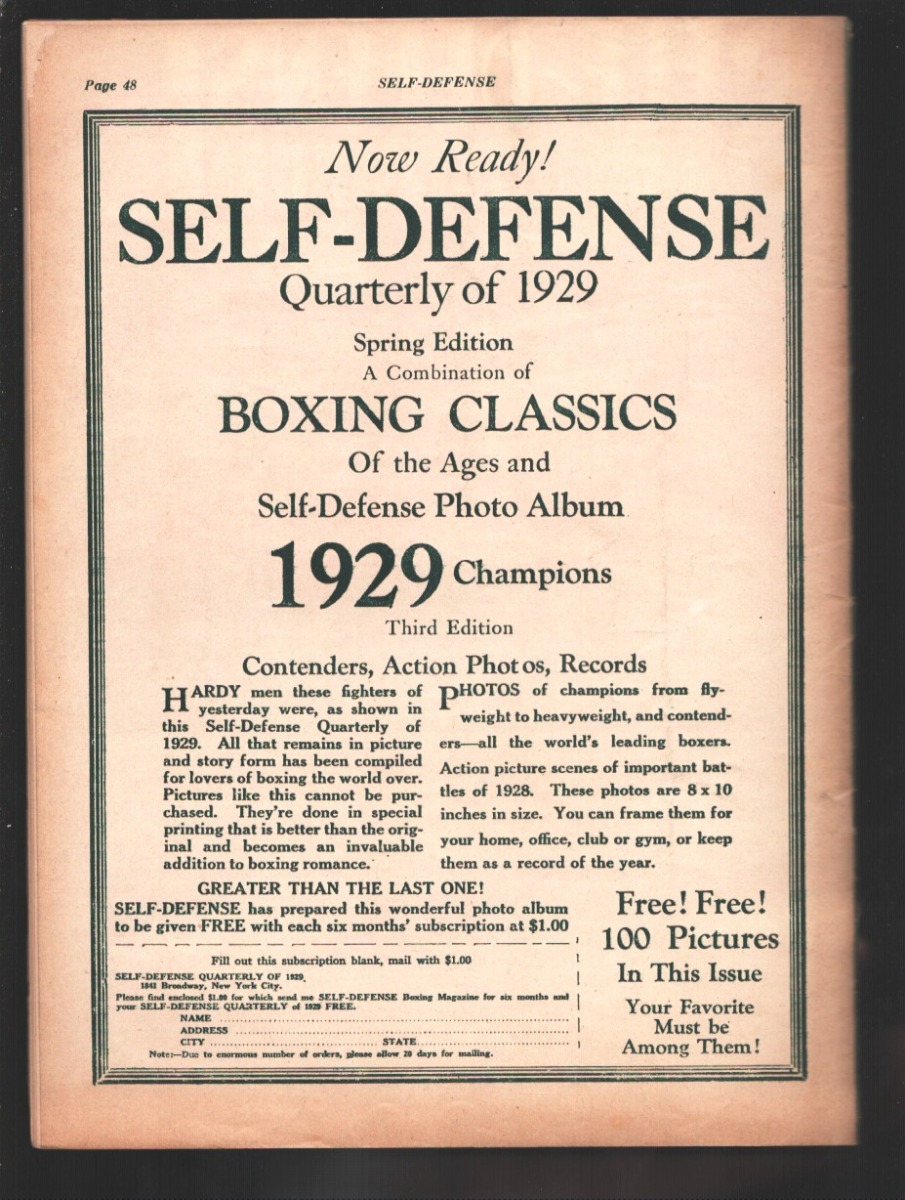 Page 48
SELF-DEFENSE
Now Ready!
SELF-DEFENSE
Quarterly of 1929
Spring Edition
A Combination of
BOXING CLASSICS
Of the Ages and
Self-Defense Photo Album
1929 Champions
Third Edition
Contenders, Action Photos, Records
HARDY men these fighters of
yesterday were, as shown in
this Self-Defense Quarterly of
1929. All that remains in picture
and story form has been compiled
for lovers of boxing the world over.
Pictures like this cannot be pur-
chased. They're done in special
printing that is better than the orig-
inal and becomes an invaluable
addition to boxing romance.
PHOTOS of champions from fly-
weight to heavyweight, and contend-
ers—all the world's leading boxers.
Action picture scenes of important bat-
tles of 1928. These photos are 8 x 10
inches in size. You can frame them for
your home, office, club or gym, or keep
them as a record of the year.
GREATER THAN THE LAST ONE!
SELF-DEFENSE has prepared this wonderful photo album
to be given FREE with each six months' subscription at $1.00
Fill out this subscription blank, mail with $1.00
SELF-DEFENSE QUARTERLY OF 1929
1841 Broadway, New York City.
Please find enclosed $1.00 for which send me SELF-DEFENSE Boxing Magazine for six months and
your SELF-DEFENSE QUARTERLY of 1929 FREE.
NAME
ADDRESS
CITY STATE
Note:—Due to enormous number of orders, please allow 20 days for mailing.
Free! Free!
100 Pictures
In This Issue
Your Favorite
Must be
Among Them!